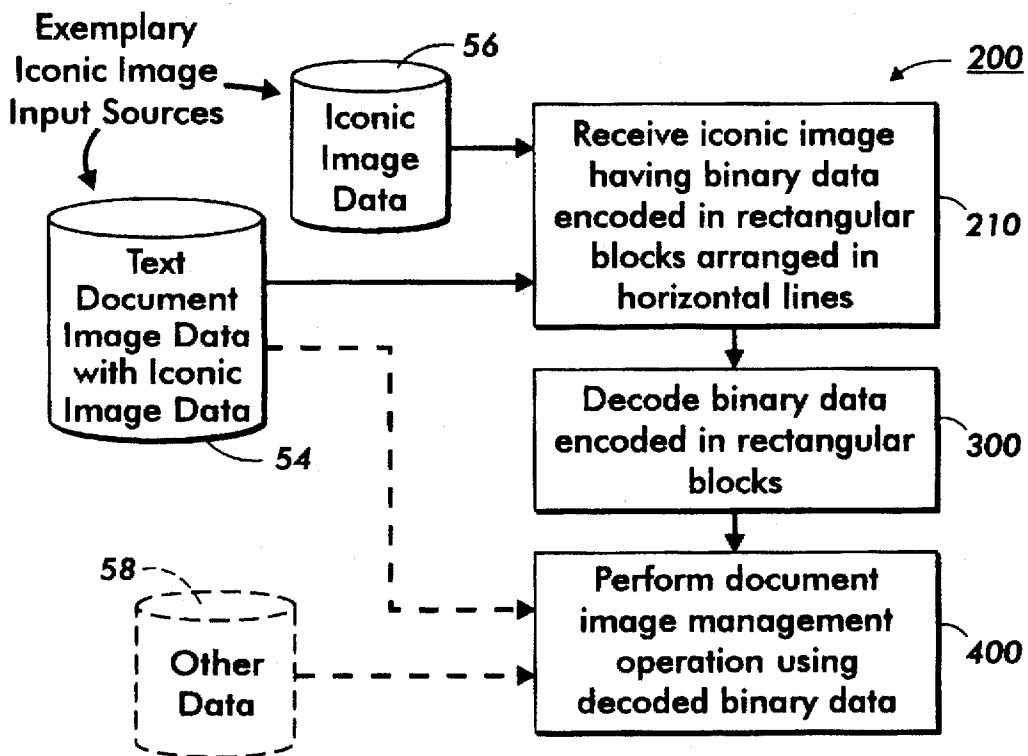 Exemplary
Iconic Image
Input Sources
56
Iconic
Image
Data
200
Receive iconic image
having binary data
encoded in rectangular
blocks arranged in
horizontal lines
210
Text
Document
Image Data
with Iconic
Image Data
54
Decode binary data
encoded in rectangular
blocks
300
58
Other
Data
Perform document
image management
operation using
decoded binary data
400